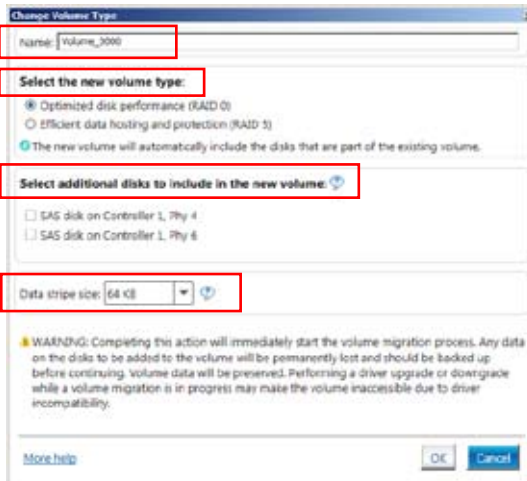 Change Volume Type
Name: Volume_0000
Select the new volume type:
Optimized disk performance (RAID 0)
Efficient data hosting and protection (RAID 5)
The new volume will automatically include the disks that are part of the existing volume.
Select additional disks to include in the new volume:
SAS disk on Controller 1, Phy 4
SAS disk on Controller 1, Phy 6
Data stripe size: 64 KB
WARNING: Completing this action will immediately start the volume migration process. Any data
on the disks to be added to the volume will be permanently lost and should be backed up
before continuing. Volume data will be preserved. Performing a driver upgrade or downgrade
while a volume migration is in progress may make the volume inaccessible due to driver
incompatibility.
More help
OK
Cancel